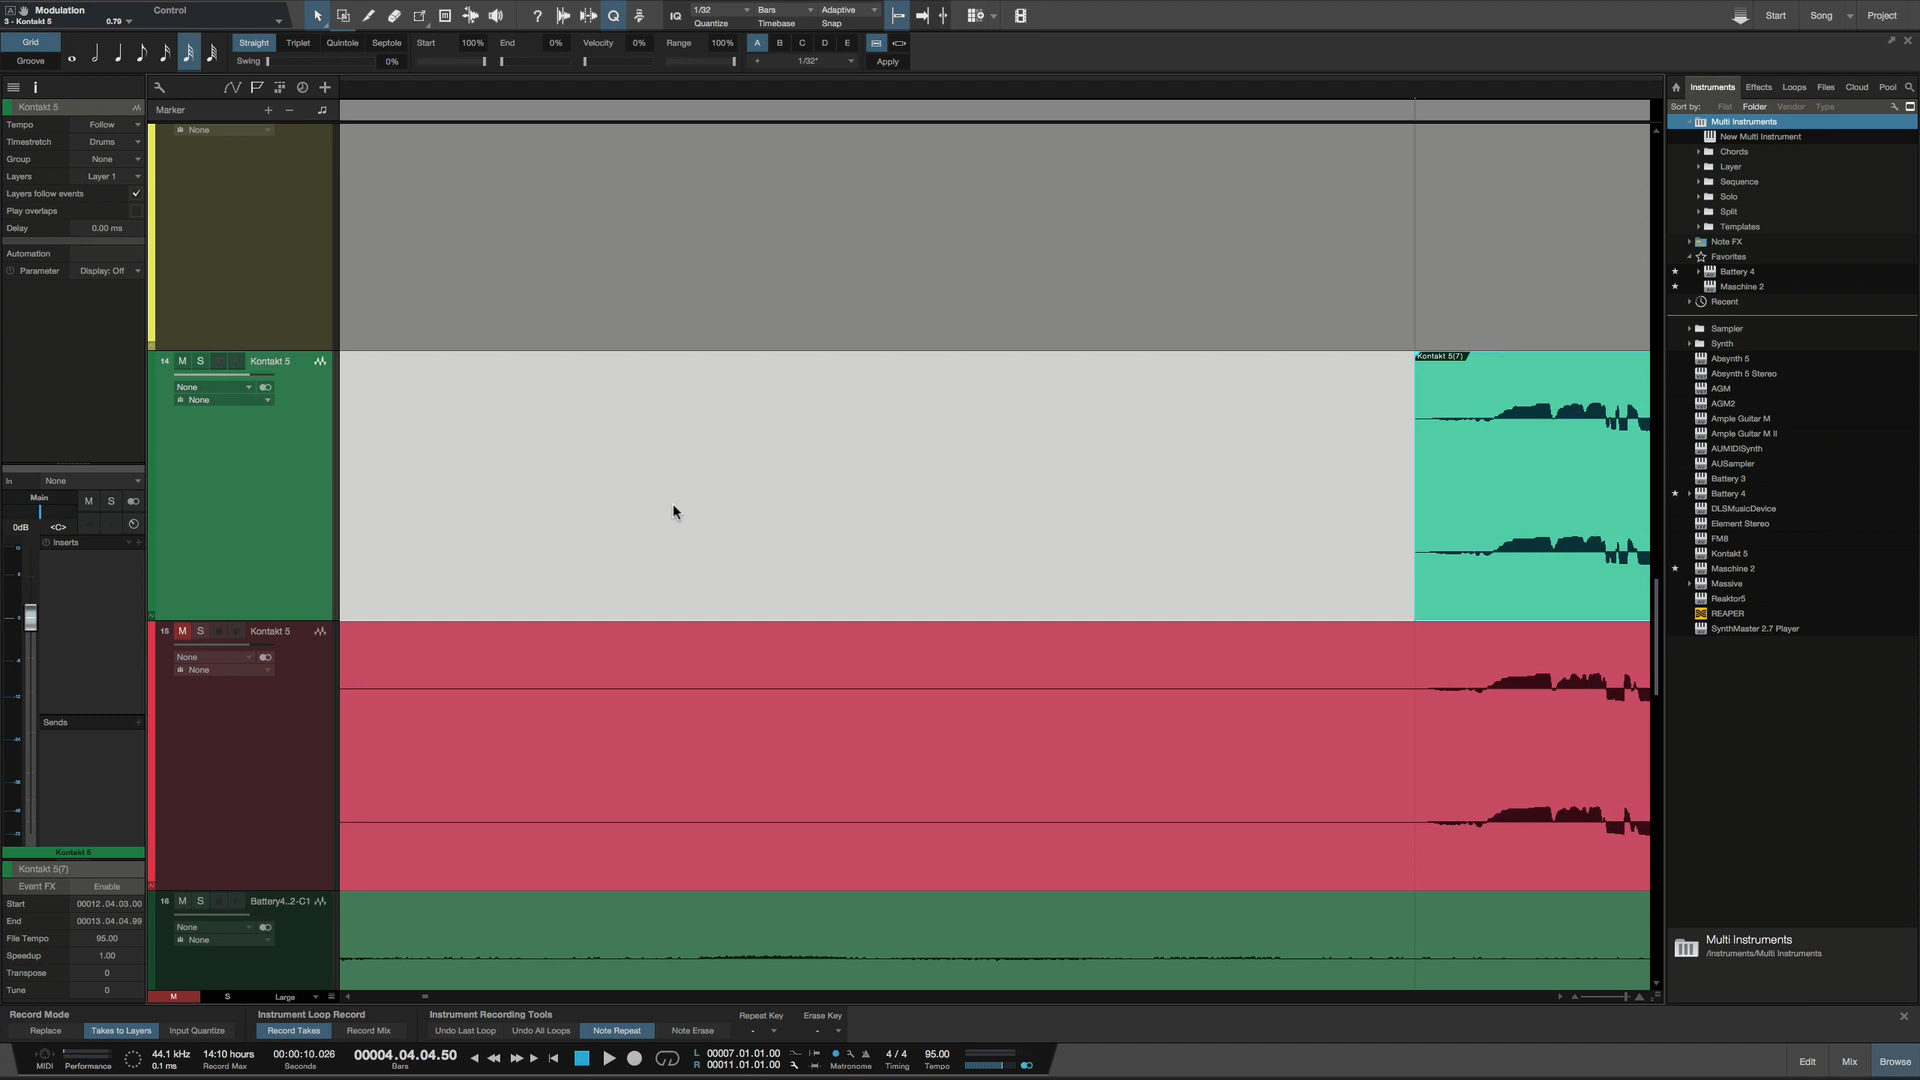 Modulation
Control
3 - Kontakt 5
0.79
IQ
1/32
Quantize
Bars
Timebase
Adaptive
Snap
Start
Song
Project
Grid
Groove
Straight
Triplet
Quintole
Septole
Swing
0%
Start
100%
End
0%
Velocity
0%
Range
100%
A
B
C
D
E
1/32*
Apply
Kontakt 5
Tempo
Follow
Timestretch
Drums
Group
None
Layers
Layer 1
Layers follow events
Play overlaps
Delay
0.00 ms
Automation
Parameter
Display: Off
In
None
Main
M
S
0dB
<C>
Inserts
Sends
Kontakt 5
Kontakt 5(7)
Event FX
Enable
Start
00012.04.03.00
End
00013.04.04.99
File Tempo
95.00
Speedup
1.00
Transpose
0
Tune
0
Marker
None
14
M
S
Kontakt 5
None
None
Kontakt 5(7)
15
M
S
Kontakt 5
None
None
16
M
S
Battery4..2-C1
None
None
M
S
Large
Instruments
Effects
Loops
Files
Cloud
Pool
Sort by:
Flat
Folder
Vendor
Type
Multi Instruments
New Multi Instrument
Chords
Layer
Sequence
Solo
Split
Templates
Note FX
Favorites
Battery 4
Maschine 2
Recent
Sampler
Synth
Absynth 5
Absynth 5 Stereo
AGM
AGM2
Ample Guitar M
Ample Guitar M II
AUMIDISynth
AUSampler
Battery 3
Battery 4
DLSMusicDevice
Element Stereo
FM8
Kontakt 5
Maschine 2
Massive
Reaktor5
REAPER
SynthMaster 2.7 Player
Multi Instruments
/Instruments/Multi Instruments
Record Mode
Replace
Takes to Layers
Input Quantize
Instrument Loop Record
Record Takes
Record Mix
Instrument Recording Tools
Undo Last Loop
Undo All Loops
Note Repeat
Note Erase
Repeat Key
-
Erase Key
-
MIDI
Performance
44.1 kHz
0.1 ms
14:10 hours
Record Max
00:00:10.026
Seconds
00004.04.04.50
Bars
L
00007.01.01.00
R
00011.01.01.00
Metronome
4 / 4
Timing
95.00
Tempo
Edit
Mix
Browse